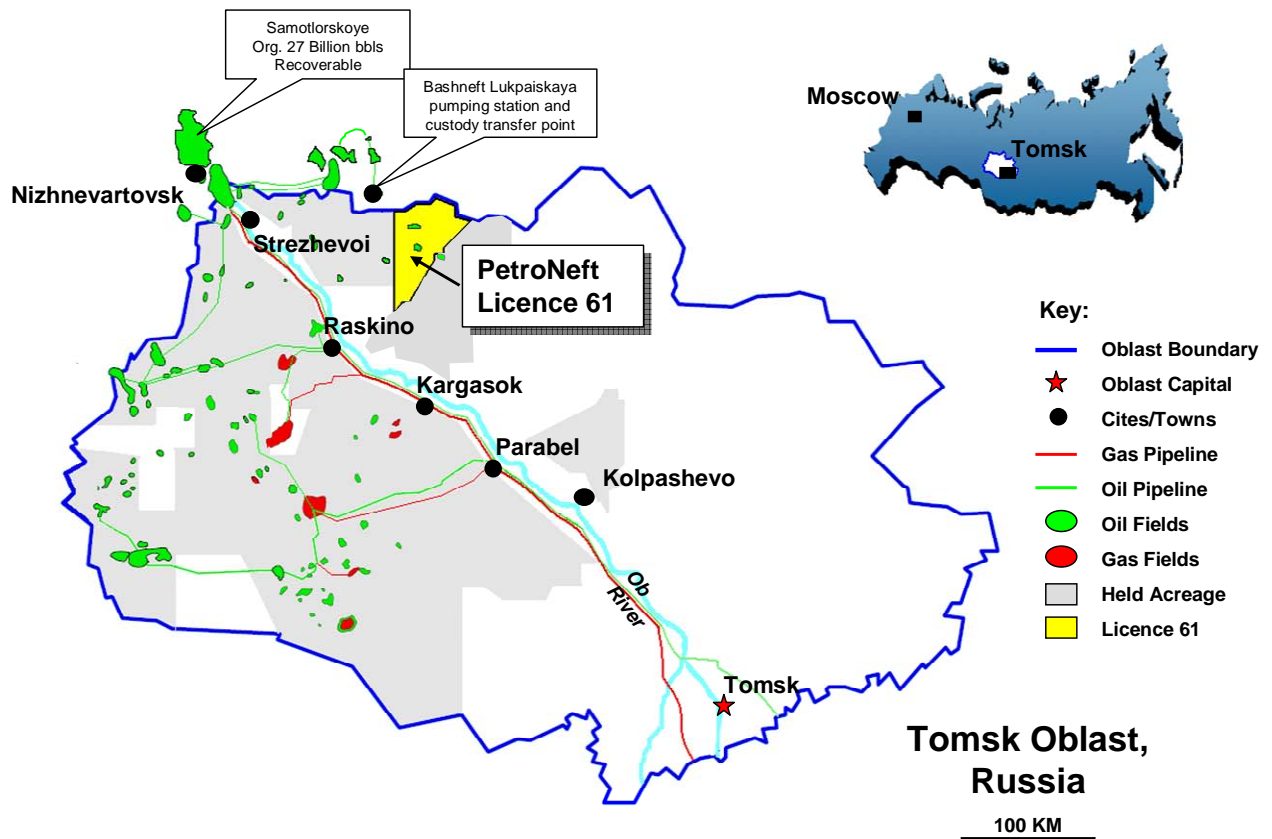 Samotlorskoye
Org. 27 Billion bbls
Recoverable
Bashneft Lukpaiskaya
pumping station and
custody transfer point
Moscow
Tomsk
Nizhnevartovsk
Strezhevoi
PetroNeft
Licence 61
Raskino
Kargasok
Parabel
Kolpashevo
Ob
River
Tomsk
Key:
Oblast Boundary
Oblast Capital
Cites/Towns
Gas Pipeline
Oil Pipeline
Oil Fields
Gas Fields
Held Acreage
Licence 61
Tomsk Oblast,
Russia
100 KM